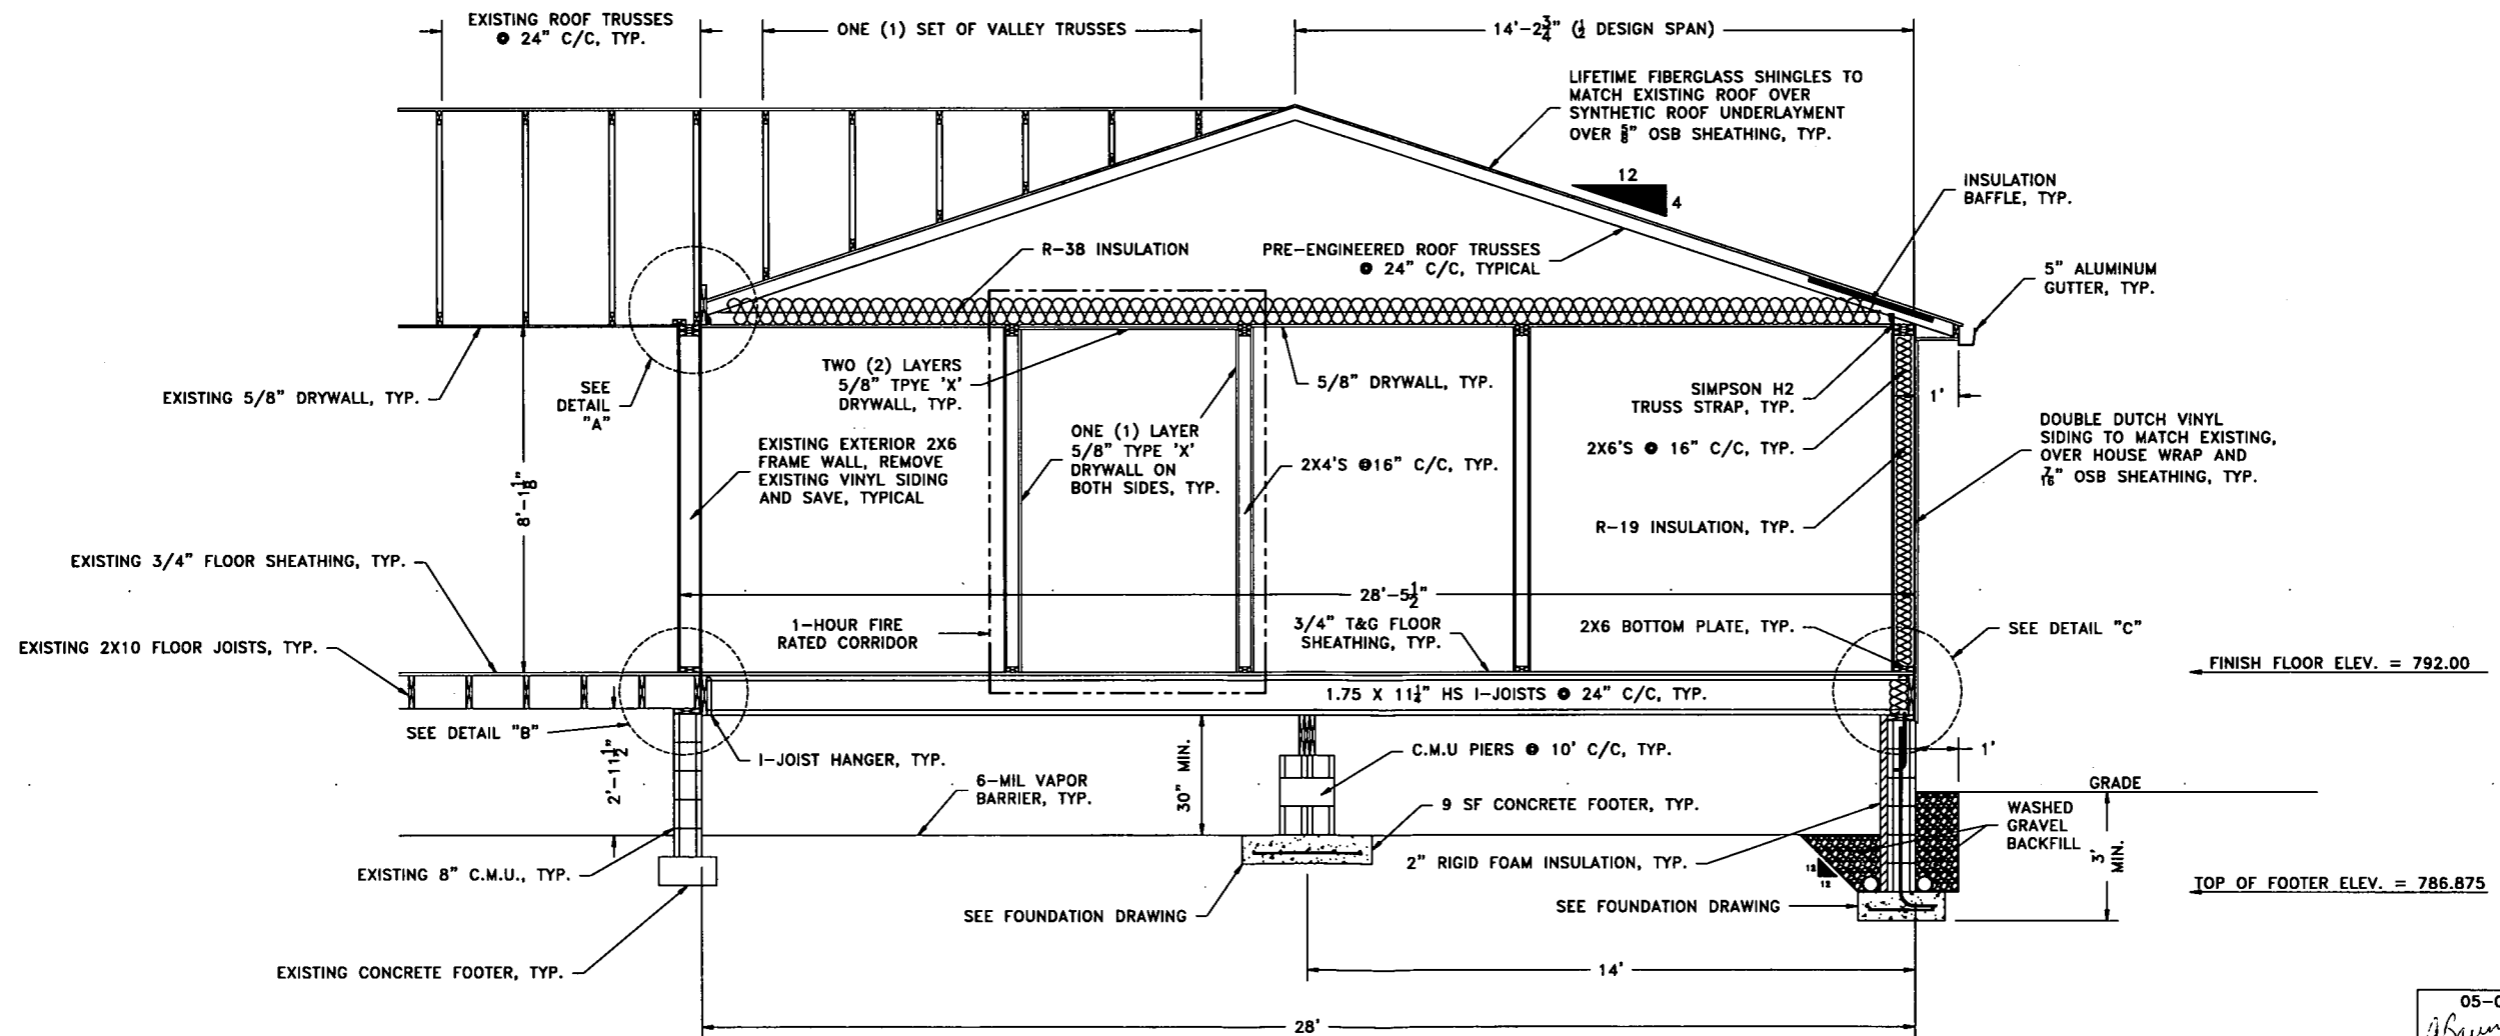 EXISTING ROOF TRUSSES
@ 24" C/C, TYP.
ONE (1) SET OF VALLEY TRUSSES
14'-2 3/4" (1/2 DESIGN SPAN)
LIFETIME FIBERGLASS SHINGLES TO
MATCH EXISTING ROOF OVER
SYNTHETIC ROOF UNDERLAYMENT
OVER 5/8" OSB SHEATHING, TYP.
12
4
INSULATION
BAFFLE, TYP.
R-38 INSULATION
PRE-ENGINEERED ROOF TRUSSES
@ 24" C/C, TYPICAL
5" ALUMINUM
GUTTER, TYP.
EXISTING 5/8" DRYWALL, TYP.
SEE
DETAIL
"A"
TWO (2) LAYERS
5/8" TPYE 'X'
DRYWALL, TYP.
5/8" DRYWALL, TYP.
SIMPSON H2
TRUSS STRAP, TYP.
1'
EXISTING EXTERIOR 2X6
FRAME WALL, REMOVE
EXISTING VINYL SIDING
AND SAVE, TYPICAL
ONE (1) LAYER
5/8" TYPE 'X'
DRYWALL ON
BOTH SIDES, TYP.
2X4'S @16" C/C, TYP.
2X6'S @ 16" C/C, TYP.
DOUBLE DUTCH VINYL
SIDING TO MATCH EXISTING,
OVER HOUSE WRAP AND
7/16" OSB SHEATHING, TYP.
8'-1 1/8"
R-19 INSULATION, TYP.
EXISTING 3/4" FLOOR SHEATHING, TYP.
28'-5 1/2"
EXISTING 2X10 FLOOR JOISTS, TYP.
1-HOUR FIRE
RATED CORRIDOR
3/4" T&G FLOOR
SHEATHING, TYP.
2X6 BOTTOM PLATE, TYP.
SEE DETAIL "C"
FINISH FLOOR ELEV. = 792.00
1.75 X 11 1/4" HS I-JOISTS @ 24" C/C, TYP.
SEE DETAIL "B"
2'-11 1/2"
I-JOIST HANGER, TYP.
30" MIN.
C.M.U PIERS @ 10' C/C, TYP.
1'
6-MIL VAPOR
BARRIER, TYP.
9 SF CONCRETE FOOTER, TYP.
GRADE
WASHED
GRAVEL
BACKFILL
3'
MIN.
EXISTING 8" C.M.U., TYP.
2" RIGID FOAM INSULATION, TYP.
12
12
TOP OF FOOTER ELEV. = 786.875
SEE FOUNDATION DRAWING
SEE FOUNDATION DRAWING
EXISTING CONCRETE FOOTER, TYP.
14'
28'